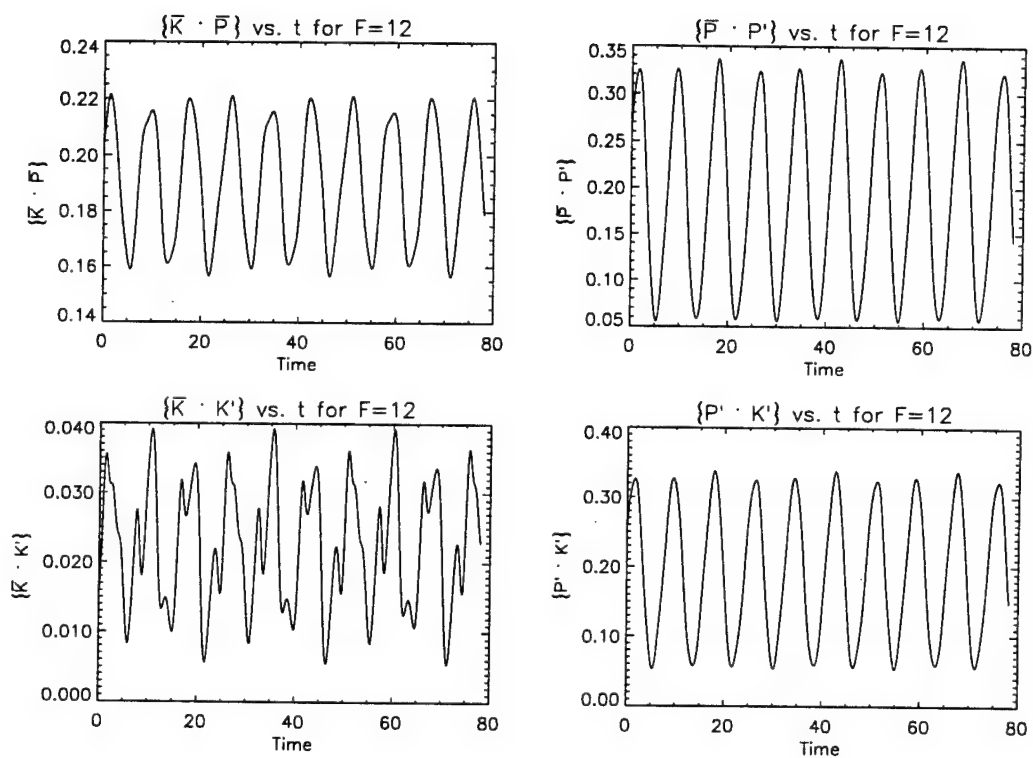 {K̅ · P̅} vs. t for F=12
0.24
0.22
0.20
0.18
0.16
0.14
{K̅ · P̅}
0 20 40 60 80
Time
{P̅ · P'} vs. t for F=12
0.35
0.30
0.25
0.20
0.15
0.10
0.05
{P̅ · P'}
0 20 40 60 80
Time
{K̅ · K'} vs. t for F=12
0.040
0.030
0.020
0.010
0.000
{K̅ · K'}
0 20 40 60 80
Time
{P' · K'} vs. t for F=12
0.40
0.30
0.20
0.10
0.00
{P' · K'}
0 20 40 60 80
Time